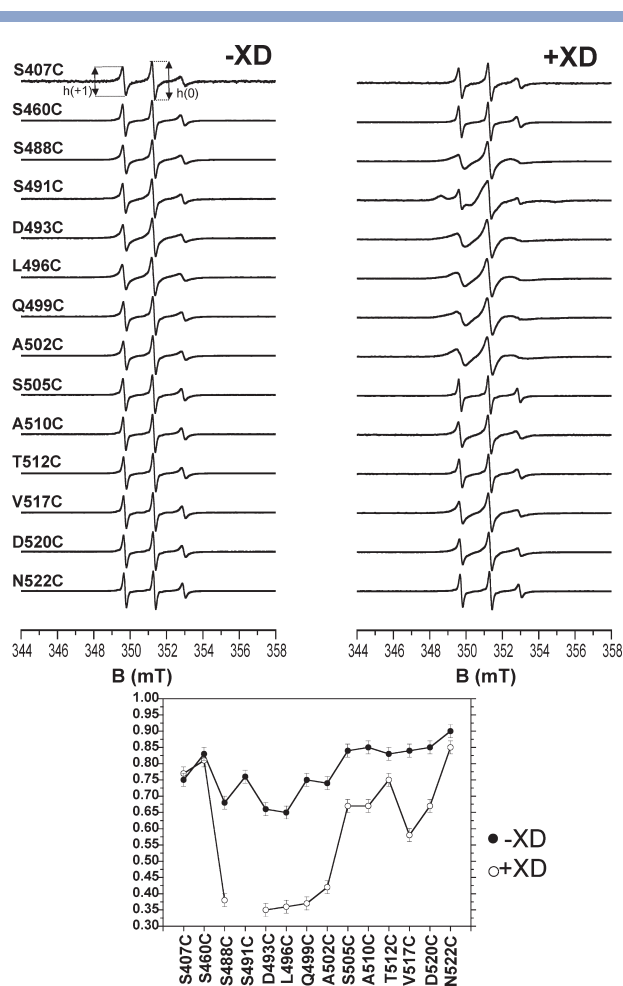 -XD
+XD
S407C
h(+1)
h(0)
S460C
S488C
S491C
D493C
L496C
Q499C
A502C
S505C
A510C
T512C
V517C
D520C
N522C
344 346 348 350 352 354 356 358
344 346 348 350 352 354 356 358
B (mT)
B (mT)
1.00
0.95
0.90
0.85
0.80
0.75
0.70
0.65
0.60
0.55
0.50
0.45
0.40
0.35
0.30
-XD
+XD
S407C
S460C
S488C
S491C
D493C
L496C
Q499C
A502C
S505C
A510C
T512C
V517C
D520C
N522C